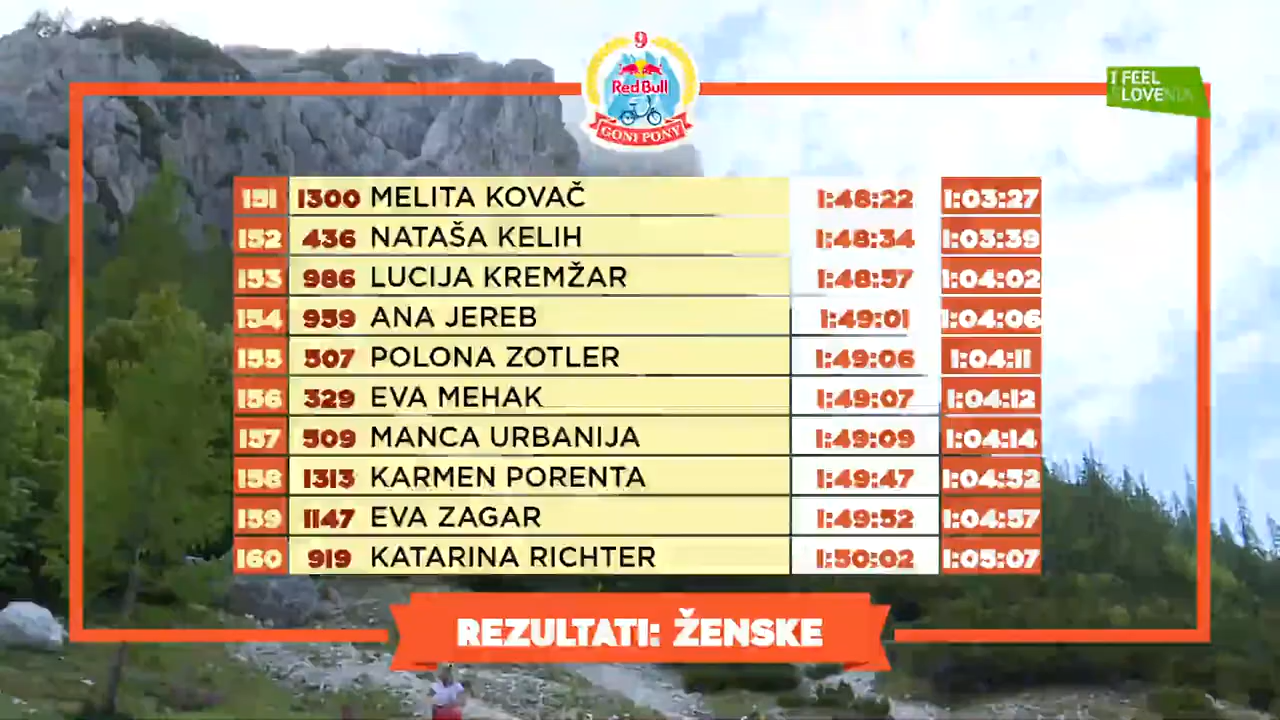 9
Red Bull
GONI PONY
I FEEL
SLOVENIA
151 1300 MELITA KOVAČ 1:48:22 1:03:27
152 436 NATAŠA KELIH 1:48:34 1:03:39
153 986 LUCIJA KREMŽAR 1:48:57 1:04:02
154 959 ANA JEREB 1:49:01 1:04:06
155 507 POLONA ZOTLER 1:49:06 1:04:11
156 329 EVA MEHAK 1:49:07 1:04:12
157 509 MANCA URBANIJA 1:49:09 1:04:14
158 1313 KARMEN PORENTA 1:49:47 1:04:52
159 1147 EVA ZAGAR 1:49:52 1:04:57
160 919 KATARINA RICHTER 1:50:02 1:05:07
REZULTATI: ŽENSKE